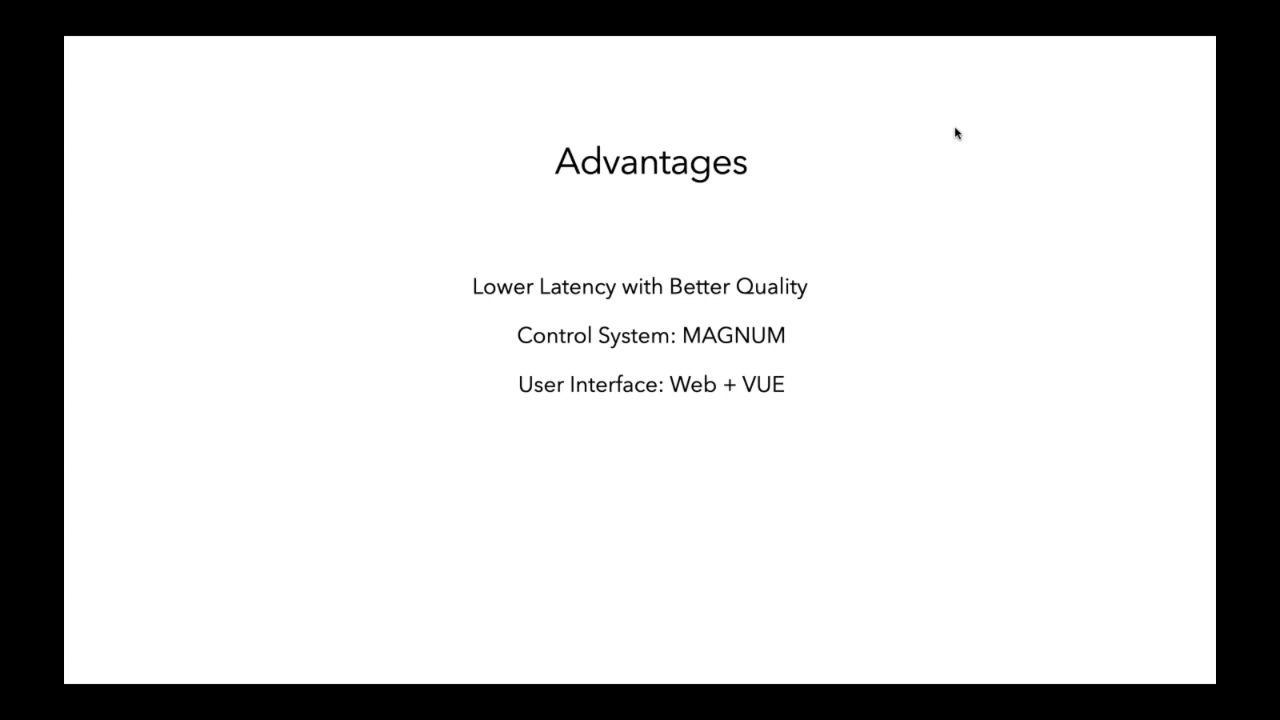 Advantages
Lower Latency with Better Quality
Control System: MAGNUM
User Interface: Web + VUE